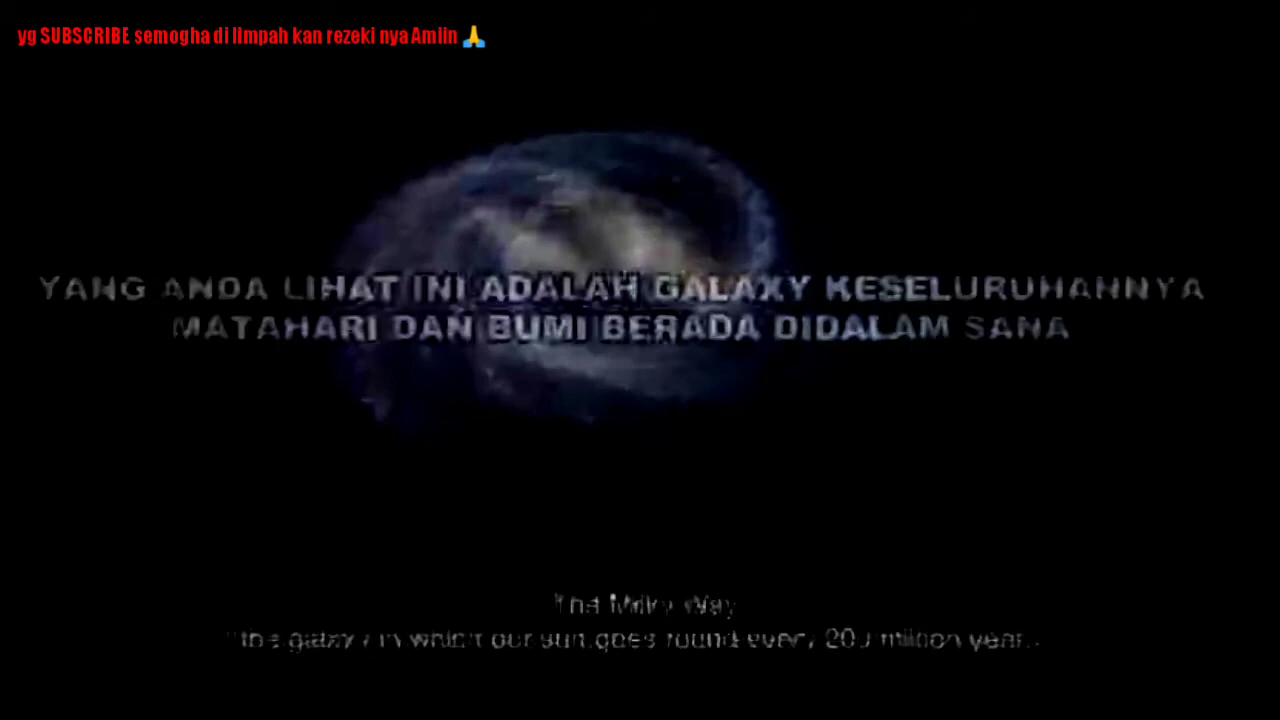 yg SUBSCRIBE semogha di limpah kan rezeki nya Amiin 🙏
YANG ANDA LIHAT INI ADALAH GALAXY KESELURUHANNYA
MATAHARI DAN BUMI BERADA DIDALAM SANA
The Milky Way
the galaxy in which our sun goes round every 200 million year